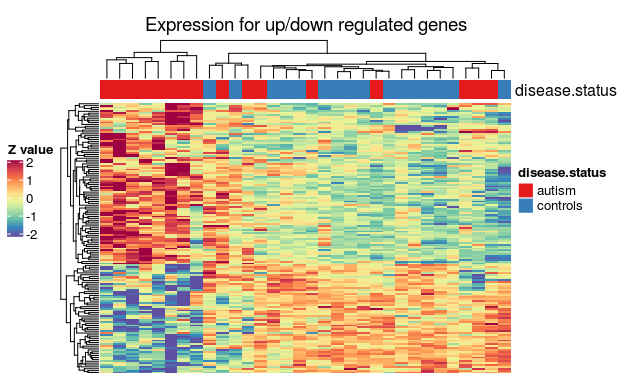 Expression for up/down regulated genes
disease.status
Z value
2
1
0
-1
-2
disease.status
autism
controls